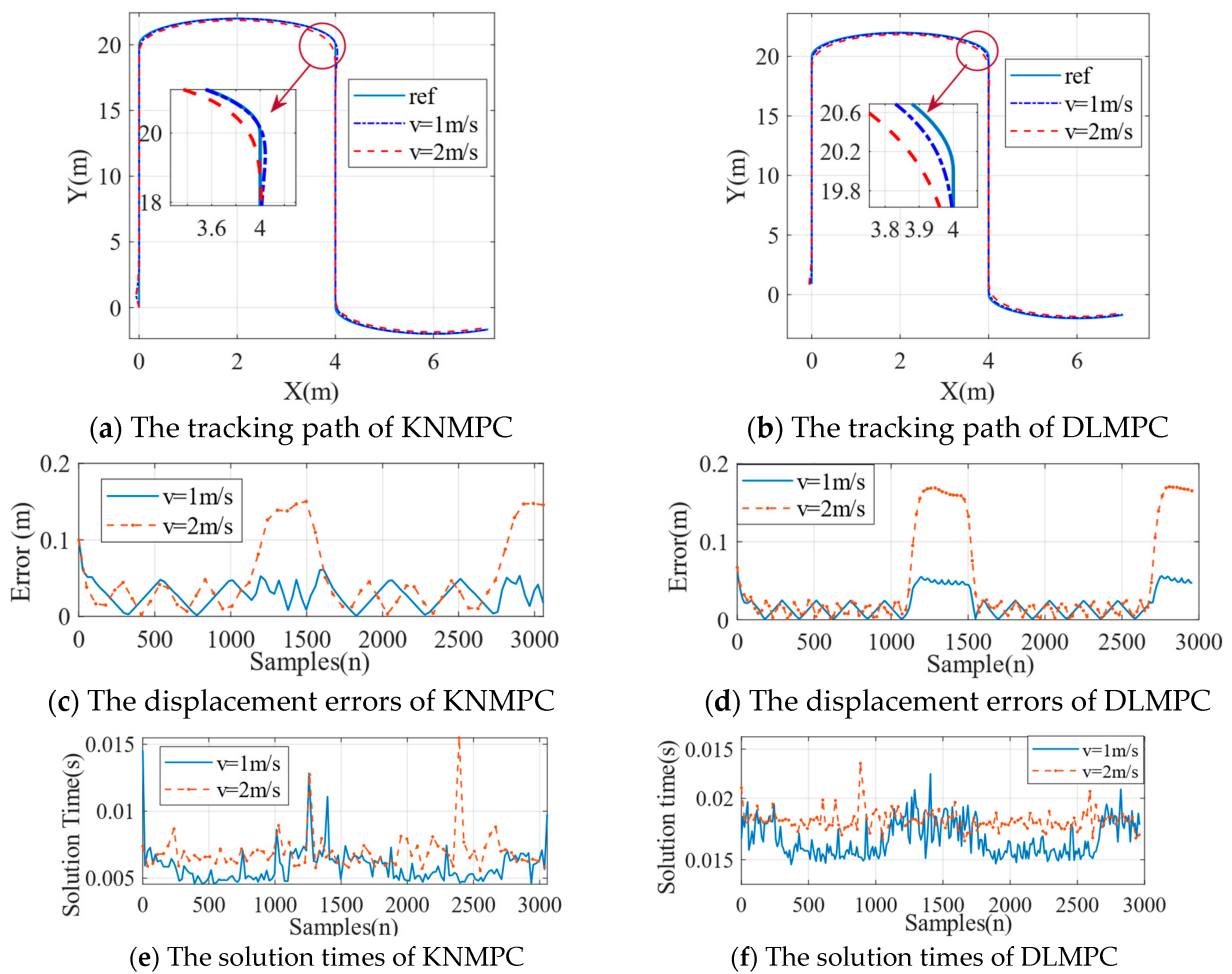 20
15
10
5
0
Y(m)
ref
v=1m/s
v=2m/s
20
18
3.6 4
0 2 4 6
X(m)
(a) The tracking path of KNMPC
20
15
10
5
0
Y(m)
ref
v=1m/s
v=2m/s
20.6
20.2
19.8
3.8 3.9 4
0 2 4 6
X(m)
(b) The tracking path of DLMPC
0.2
0.1
0
Error (m)
v=1m/s
v=2m/s
0 500 1000 1500 2000 2500 3000
Samples(n)
(c) The displacement errors of KNMPC
0.2
0.1
0
Error(m)
v=1m/s
v=2m/s
0 500 1000 1500 2000 2500 3000
Sample(n)
(d) The displacement errors of DLMPC
0.015
0.01
0.005
Solution Time(s)
v=1m/s
v=2m/s
0 500 1000 1500 2000 2500 3000
Samples(n)
(e) The solution times of KNMPC
0.015
0.02
0.015
Solution time(s)
v=1m/s
v=2m/s
0 500 1000 1500 2000 2500 3000
Samples(n)
(f) The solution times of DLMPC